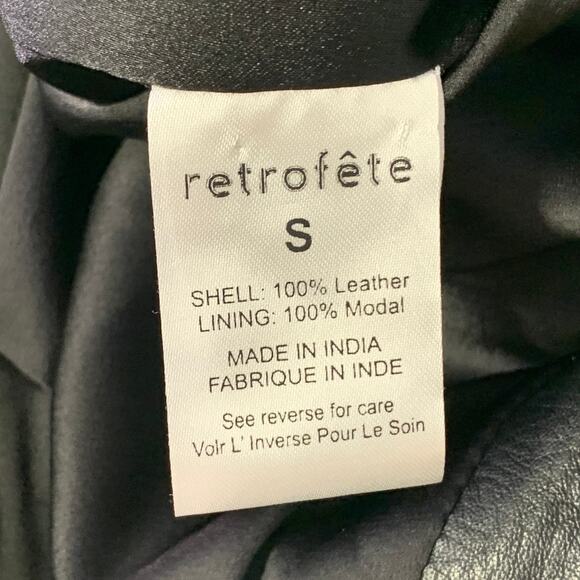 retrofête
S
SHELL: 100% Leather
LINING: 100% Modal
MADE IN INDIA
FABRIQUE IN INDE
See reverse for care
Voir L' Inverse Pour Le Soin